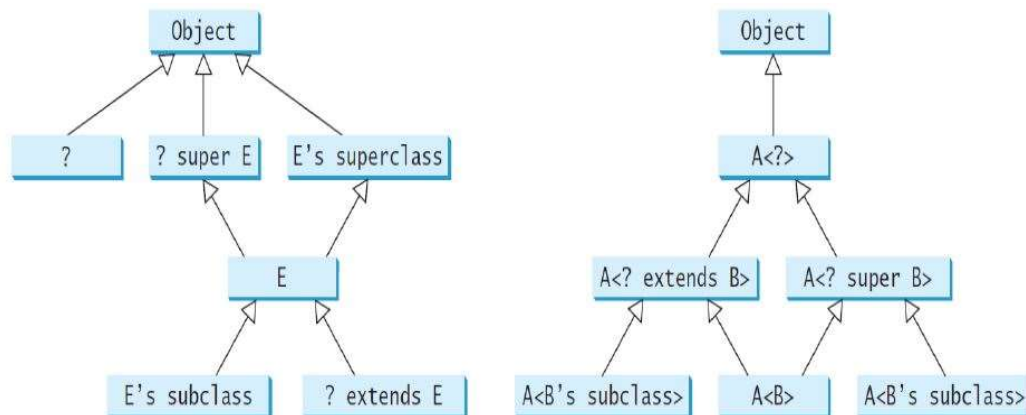 Object
Object
?
? super E
E's superclass
A<?>
E
A<? extends B>
A<? super B>
E's subclass
? extends E
A<B's subclass>
A<B>
A<B's subclass>